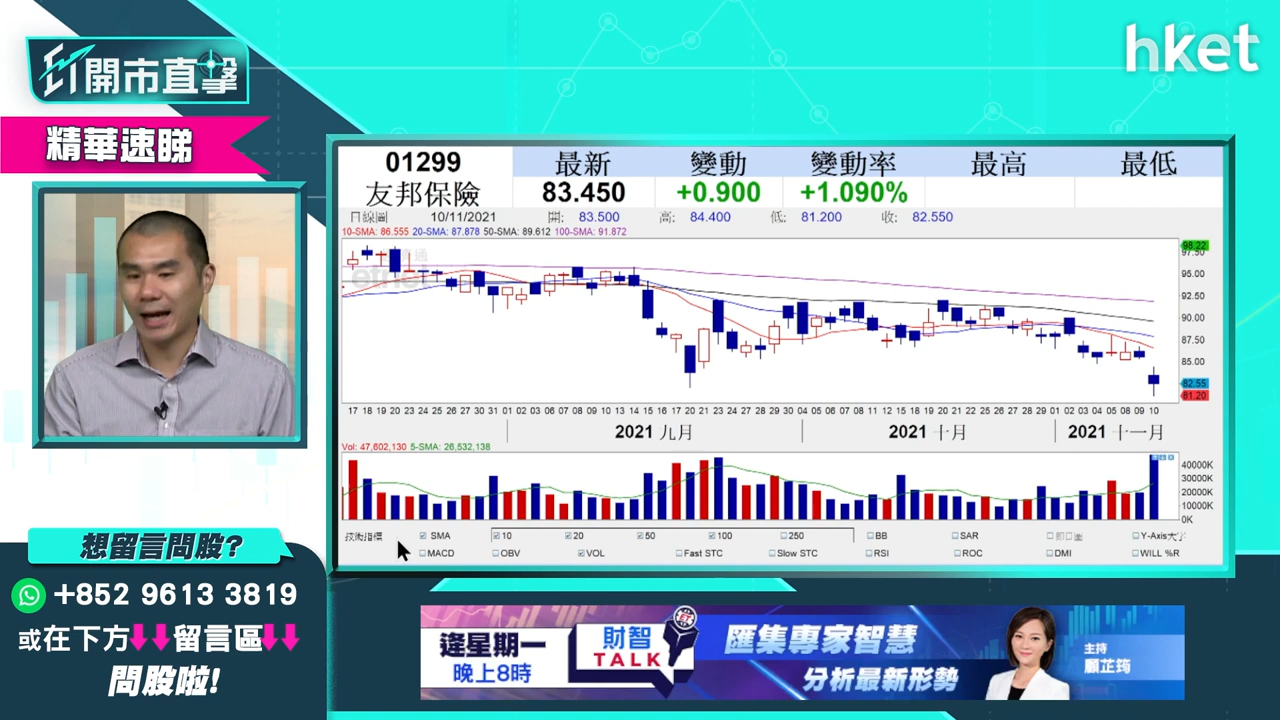 hket
ET開市直擊
精華速睇
01299
友邦保險
最新 變動 變動率 最高 最低
83.450 +0.900 +1.090%
日線圖 10/11/2021 開: 83.500 高: 84.400 低: 81.200 收: 82.550
10-SMA: 86.555 20-SMA: 87.878 50-SMA: 89.612 100-SMA: 91.872
98.22
97.50
95.00
92.50
90.00
87.50
85.00
82.55
81.20
17 18 19 20 23 24 25 26 27 30 31 01 02 03 06 07 08 09 10 13 14 15 16 17 20 21 23 24 27 28 29 30 04 05 06 07 08 11 12 15 18 19 20 21 22 25 26 27 28 29 01 02 03 04 05 08 09 10
2021 九月 2021 十月 2021 十一月
Vol: 47,602,130 5-SMA: 26,532,138
40000K
30000K
20000K
10000K
0K
技術指標 SMA 10 20 50 100 250 BB SAR Y-Axis大字
MACD OBV VOL Fast STC Slow STC RSI ROC DMI WILL %R
想留言問股?
+852 9613 3819
或在下方留言區
問股啦!
逢星期一
晚上8時
財智
TALK
匯集專家智慧
分析最新形勢
主持
顧芷筠